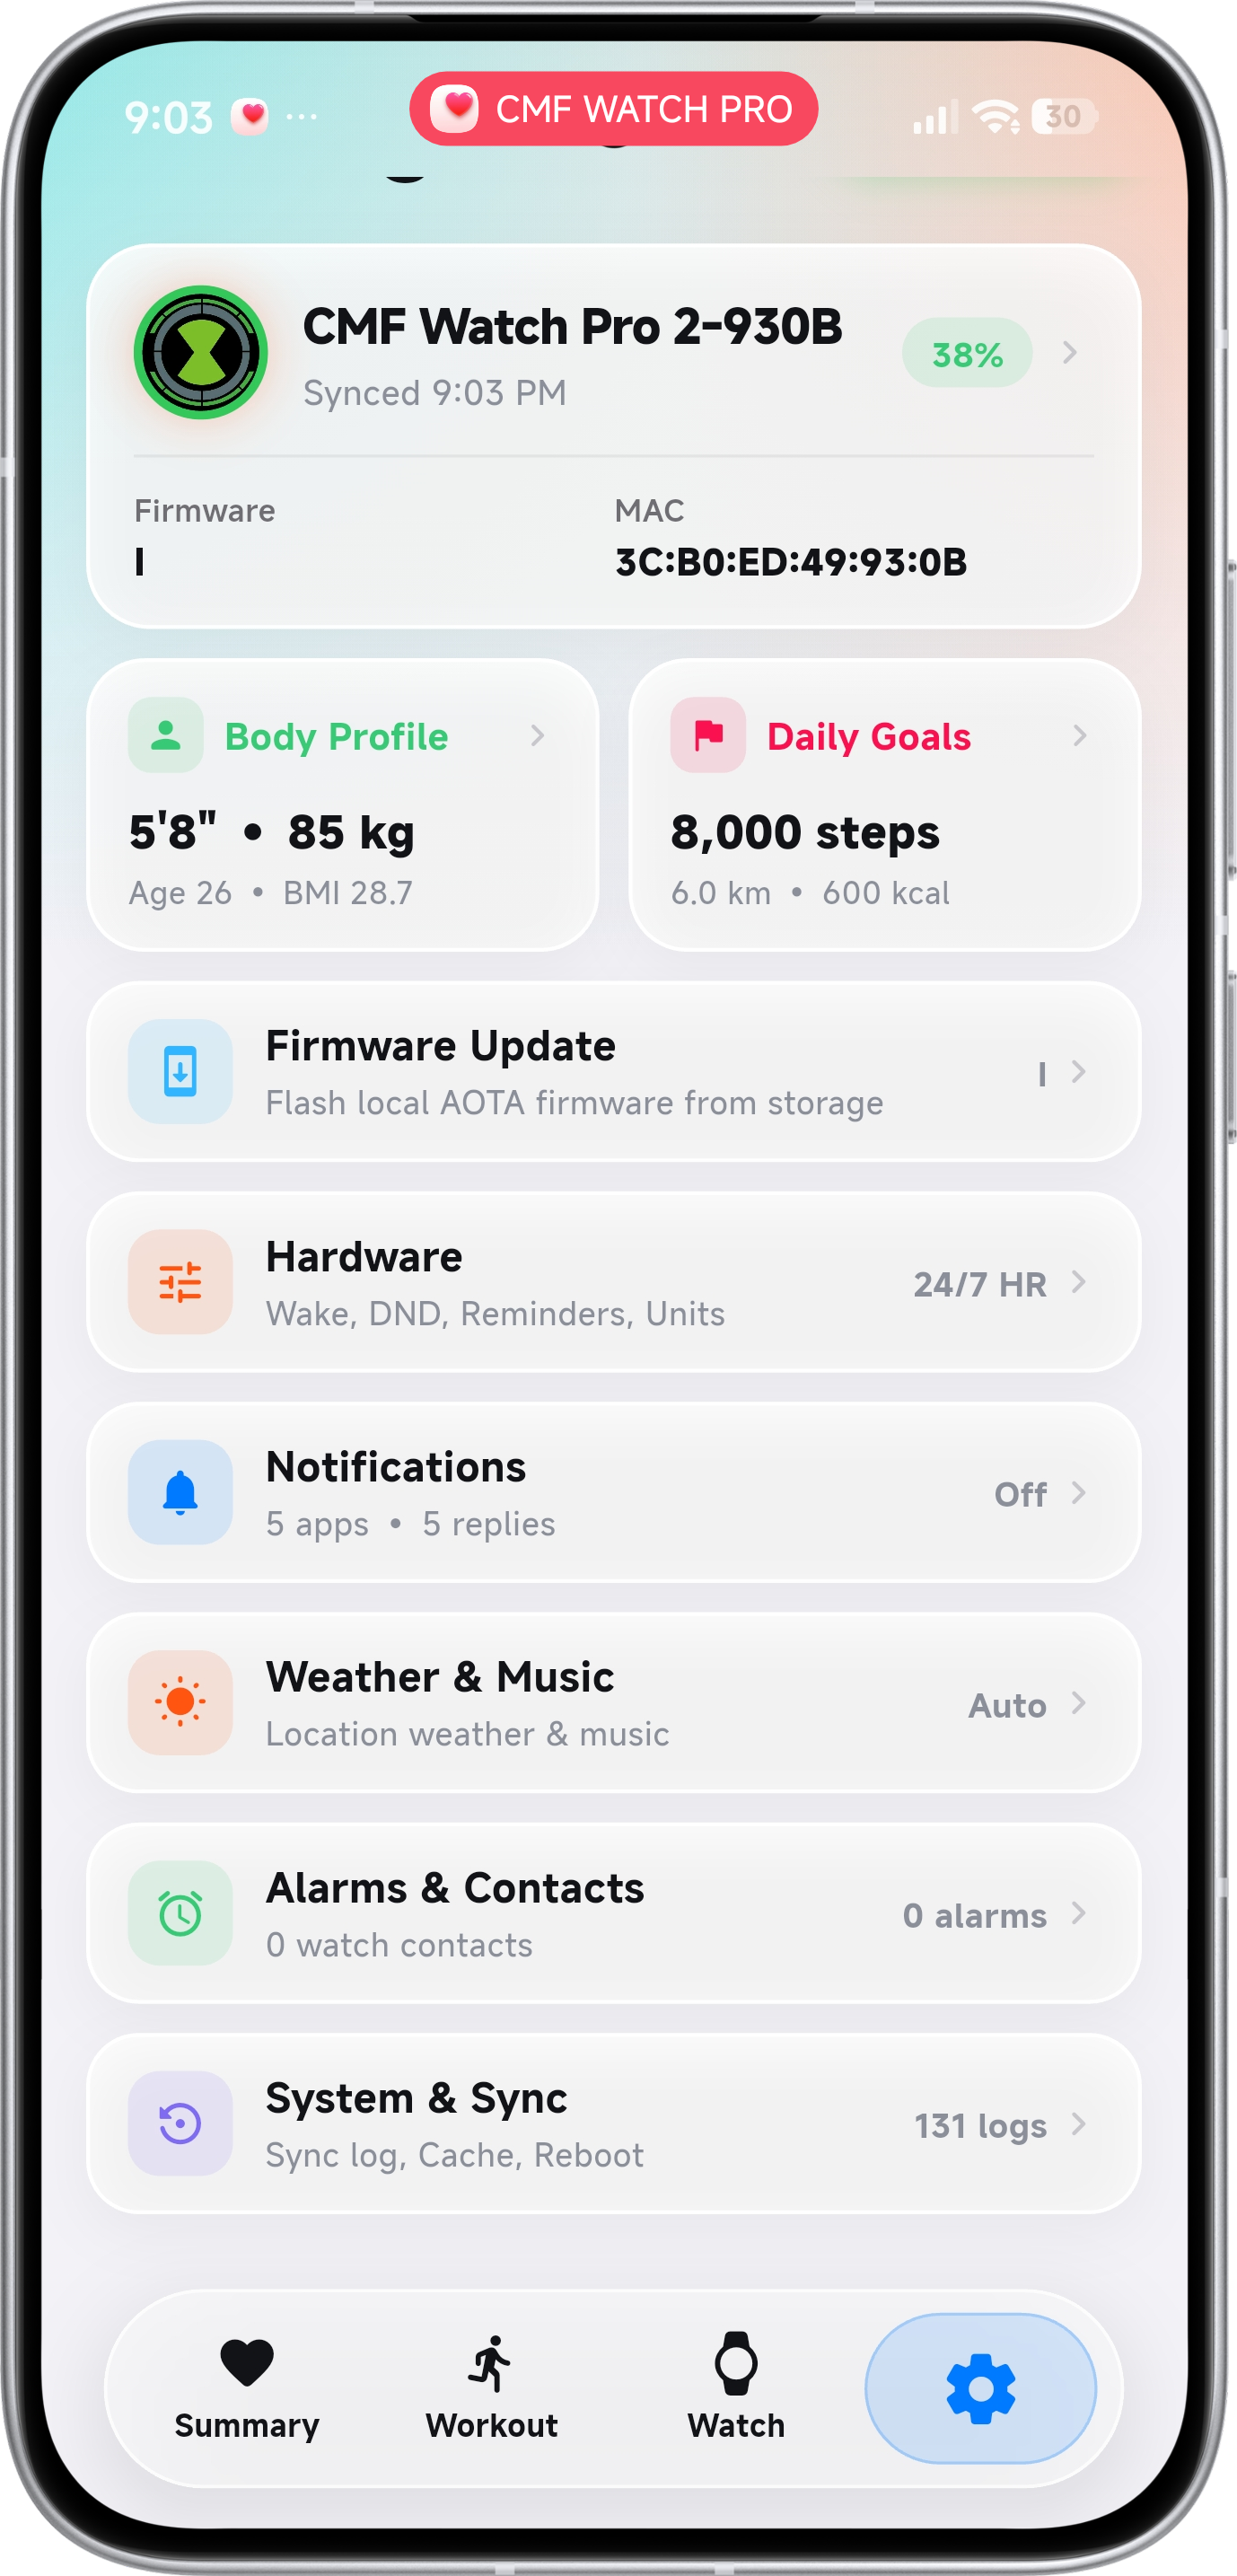 9:03 ... CMF WATCH PRO 30
CMF Watch Pro 2-930B
38%
Synced 9:03 PM
Firmware MAC
I 3C:B0:ED:49:93:0B
Body Profile
5'8" • 85 kg
Age 26 • BMI 28.7
Daily Goals
8,000 steps
6.0 km • 600 kcal
Firmware Update
Flash local AOTA firmware from storage
I
Hardware
Wake, DND, Reminders, Units
24/7 HR
Notifications
5 apps • 5 replies
Off
Weather & Music
Location weather & music
Auto
Alarms & Contacts
0 watch contacts
0 alarms
System & Sync
Sync log, Cache, Reboot
131 logs
Summary Workout Watch